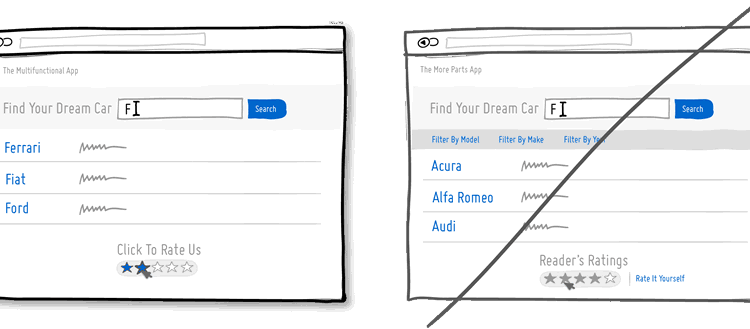 The Multifunctional App
Find Your Dream Car F Search
Ferrari
Fiat
Ford
Click To Rate Us
The More Parts App
Find Your Dream Car F Search
Filter By Model Filter By Make Filter By Year
Acura
Alfa Romeo
Audi
Reader's Ratings
Rate It Yourself